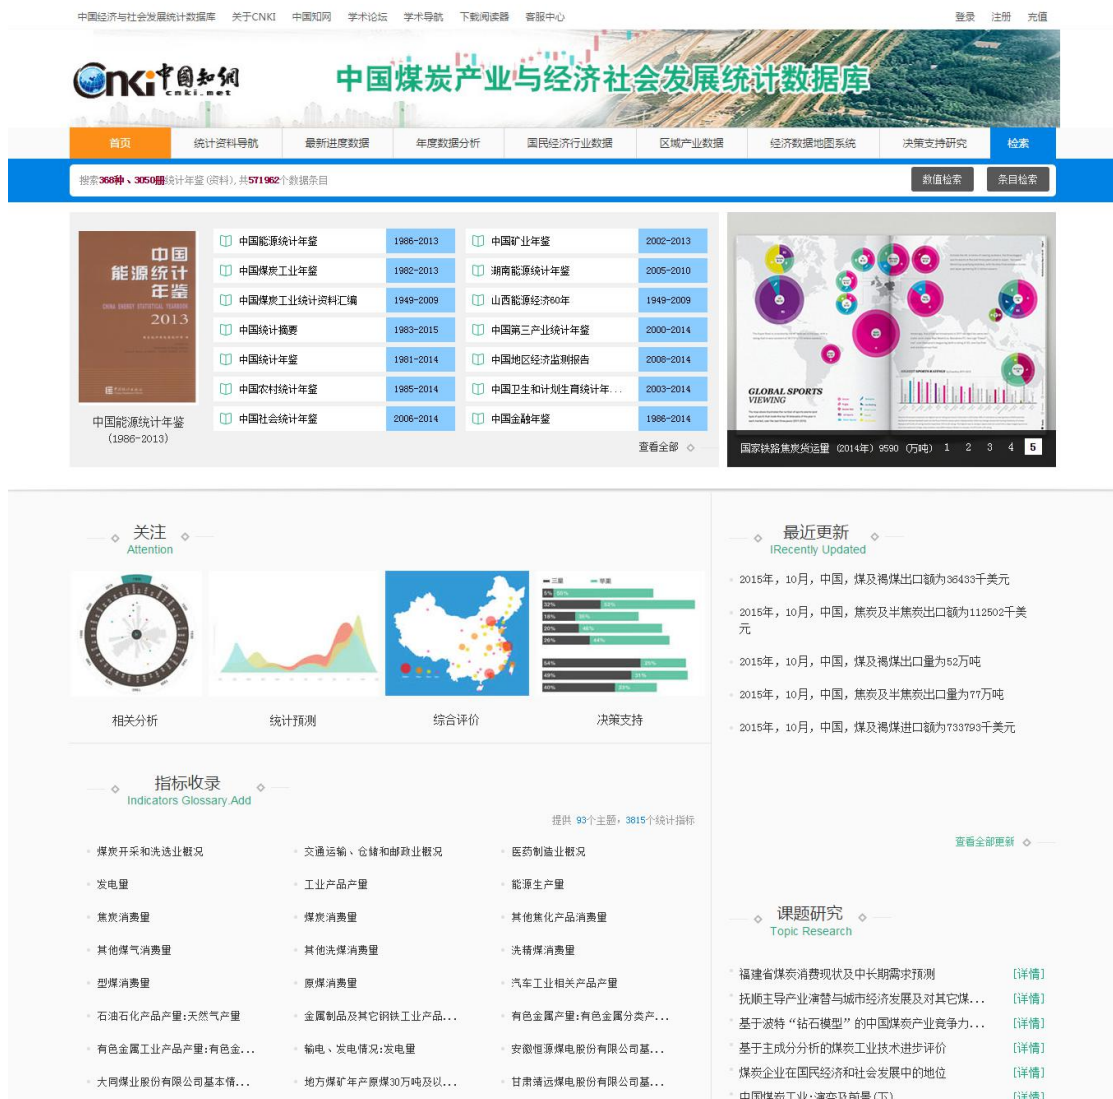 中国经济与社会发展统计数据库 关于CNKI 中国知网 学术论坛 学术导航 下载阅读器 客服中心 登录 注册 充值
Cnki中國知網
cnki.net
中国煤炭产业与经济社会发展统计数据库
首页 统计资料导航 最新进度数据 年度数据分析 国民经济行业数据 区域产业数据 经济数据地图系统 决策支持研究 检索
搜索368种、3050册统计年鉴(资料),共571962个数据条目 数值检索 条目检索
中国
能源统计
年鉴
CHINA ENERGY STATISTICAL YEARBOOK
2013
中国能源统计年鉴
(1986-2013)
中国能源统计年鉴 1986-2013 中国矿业年鉴 2002-2013
中国煤炭工业年鉴 1982-2013 湖南能源统计年鉴 2005-2010
中国煤炭工业统计资料汇编 1949-2009 山西能源经济60年 1949-2009
中国统计摘要 1983-2015 中国第三产业统计年鉴 2000-2014
中国统计年鉴 1981-2014 中国地区经济监测报告 2008-2014
中国农村统计年鉴 1985-2014 中国卫生和计划生育统计年... 2003-2014
中国社会统计年鉴 2006-2014 中国金融年鉴 1986-2014
查看全部
GLOBAL SPORTS
VIEWING
国家铁路焦炭货运量 (2014年) 9590 (万吨) 1 2 3 4 5
关注
Attention
相关分析 统计预测 综合评价 决策支持
最近更新
IRecently Updated
2015年,10月,中国,煤及褐煤出口额为36433千美元
2015年,10月,中国,焦炭及半焦炭出口额为112502千美
元
2015年,10月,中国,煤及褐煤出口量为52万吨
2015年,10月,中国,焦炭及半焦炭出口量为77万吨
2015年,10月,中国,煤及褐煤进口额为733793千美元
查看全部更新
指标收录
Indicators Glossary.Add
提供 93个主题,3815个统计指标
煤炭开采和洗选业概况 交通运输、仓储和邮政业概况 医药制造业概况
发电量 工业产品产量 能源生产量
焦炭消费量 煤炭消费量 其他焦化产品消费量
其他煤气消费量 其他洗煤消费量 洗精煤消费量
型煤消费量 原煤消费量 汽车工业相关产品产量
石油石化产品产量:天然气产量 金属制品及其它钢铁工业产品... 有色金属产量:有色金属分类产...
有色金属工业产品产量:有色金... 输电、发电情况:发电量 安徽恒源煤电股份有限公司基...
大同煤业股份有限公司基本情... 地方煤矿年产原煤30万吨及以... 甘肃靖远煤电股份有限公司基...
课题研究
Topic Research
福建省煤炭消费现状及中长期需求预测 [详情]
抚顺主导产业演替与城市经济发展及对其它煤... [详情]
基于波特“钻石模型”的中国煤炭产业竞争力... [详情]
基于主成分分析的煤炭工业技术进步评价 [详情]
煤炭企业在国民经济和社会发展中的地位 [详情]
中国煤炭工业:演变及前景(下) [详情]